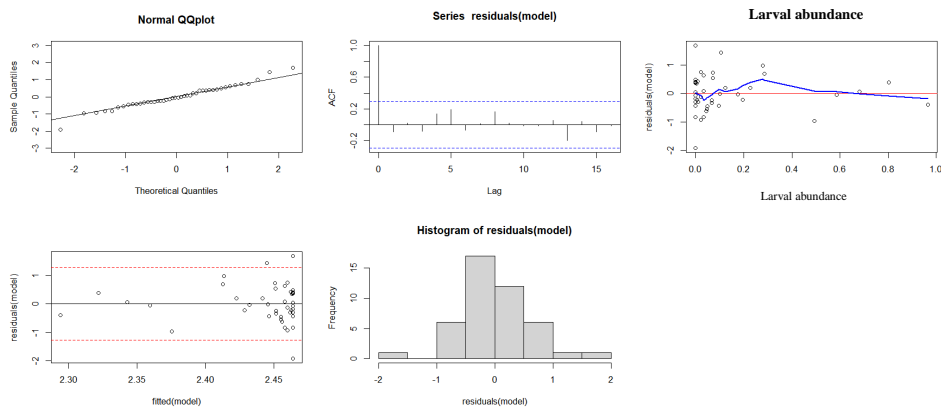 Normal QQplot
Sample Quantiles
-3 -2 -1 0 1 2 3
-2 -1 0 1 2
Theoretical Quantiles
Series residuals(model)
ACF
-0.2 0.2 0.6 1.0
0 5 10 15
Lag
Larval abundance
residuals(model)
-2 -1 0 1
0.0 0.2 0.4 0.6 0.8 1.0
Larval abundance
residuals(model)
-2 -1 0 1
2.30 2.35 2.40 2.45
fitted(model)
Histogram of residuals(model)
Frequency
0 5 10 15
-2 -1 0 1 2
residuals(model)